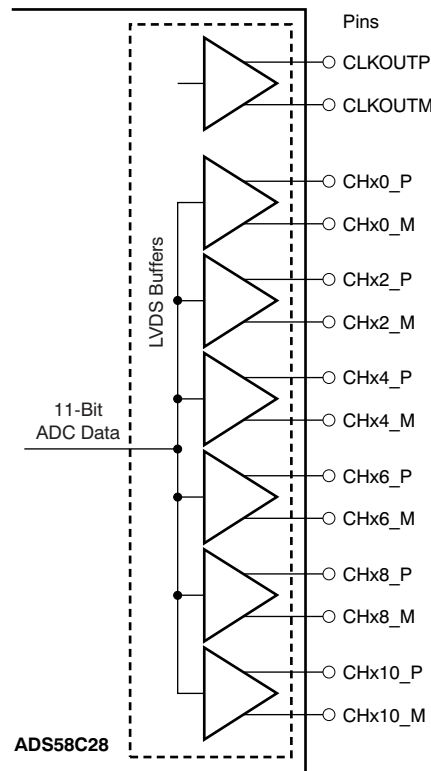 Pins
CLKOUTP
CLKOUTM
CHx0_P
CHx0_M
LVDS Buffers
CHx2_P
CHx2_M
CHx4_P
11-Bit
ADC Data
CHx4_M
CHx6_P
CHx6_M
CHx8_P
CHx8_M
CHx10_P
CHx10_M
ADS58C28